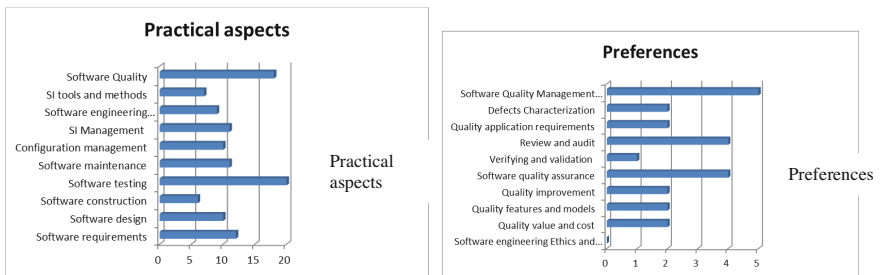 Practical aspects
Software Quality
SI tools and methods
Software engineering...
SI Management
Configuration management
Software maintenance
Software testing
Software construction
Software design
Software requirements
0 5 10 15 20
Practical
aspects
Preferences
Software Quality Management...
Defects Characterization
Quality application requirements
Review and audit
Verifying and validation
Software quality assurance
Quality improvement
Quality features and models
Quality value and cost
Software engineering Ethics and...
0 1 2 3 4 5
Preferences